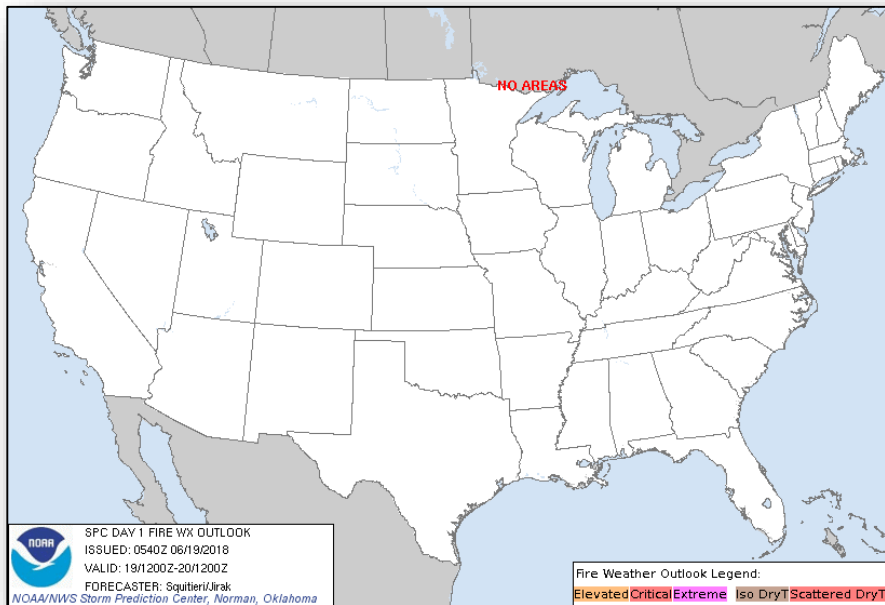 NO AREAS
SPC DAY 1 FIRE WX OUTLOOK
ISSUED: 0540Z 06/19/2018
VALID: 19/1200Z-20/1200Z
FORECASTER: Squitieri/Jirak
NOAA/NWS Storm Prediction Center, Norman, Oklahoma
NOAA
Fire Weather Outlook Legend:
Elevated Critical Extreme Iso DryT Scattered DryT